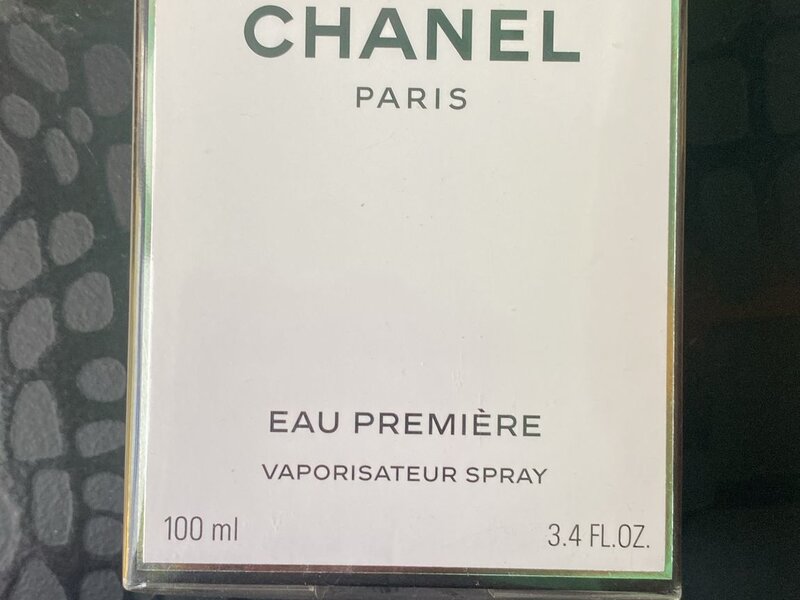 CHANEL
PARIS
EAU PREMIÈRE
VAPORISATEUR SPRAY
100 ml
3.4 FL.OZ.